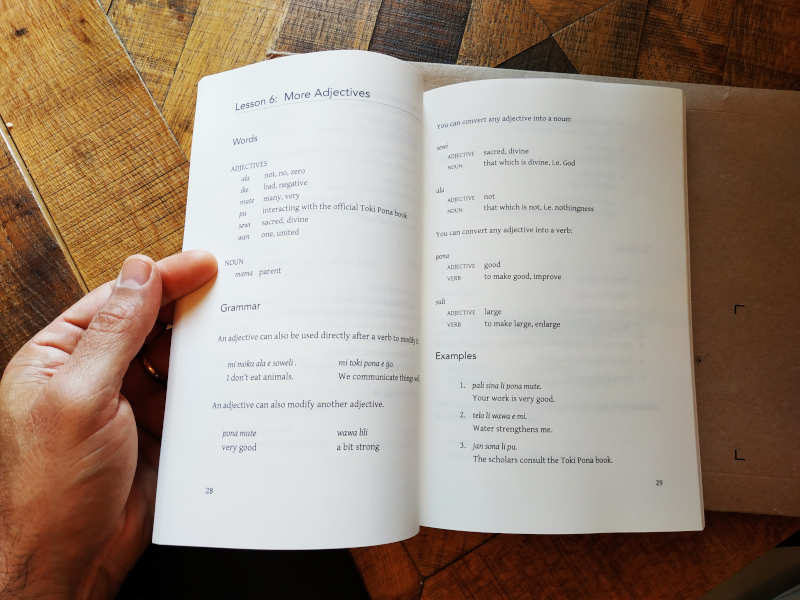 Lesson 6: More Adjectives
Words
ADJECTIVES
ala not, no, zero
ike bad, negative
mute many, very
pu interacting with the official Toki Pona book
sewi sacred, divine
wan one, united
NOUN
mama parent
Grammar
An adjective can also be used directly after a verb to modify
mi moku ala e soweli . mi toki pona e ijo.
I don't eat animals. We communicate things
An adjective can also modify another adjective.
pona mute wawa lili
very good a bit strong
28
You can convert any adjective into a noun:
sewi
ADJECTIVE sacred, divine
NOUN that which is divine, i.e. God
ala
ADJECTIVE not
NOUN that which is not, i.e. nothingness
You can convert any adjective into a verb:
pona
ADJECTIVE good
VERB to make good, improve
suli
ADJECTIVE large
VERB to make large, enlarge
Examples
1. pali sina li pona mute.
Your work is very good.
2. telo li wawa e mi.
Water strengthens me.
3. jan sona li pu.
The scholars consult the Toki Pona book.
29